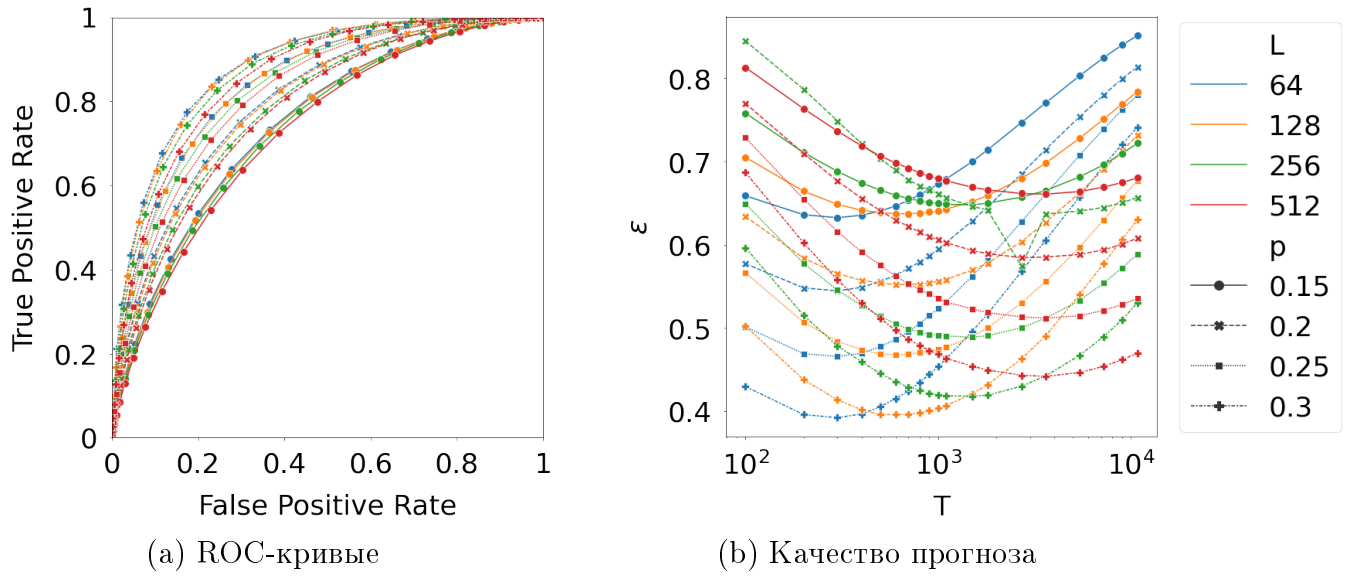 True Positive Rate
1
0.8
0.6
0.4
0.2
0
0 0.2 0.4 0.6 0.8 1
False Positive Rate
(a) ROC-кривые
ε
0.8
0.7
0.6
0.5
0.4
10² 10³ 10⁴
T
(b) Качество прогноза
L
64
128
256
512
p
0.15
0.2
0.25
0.3